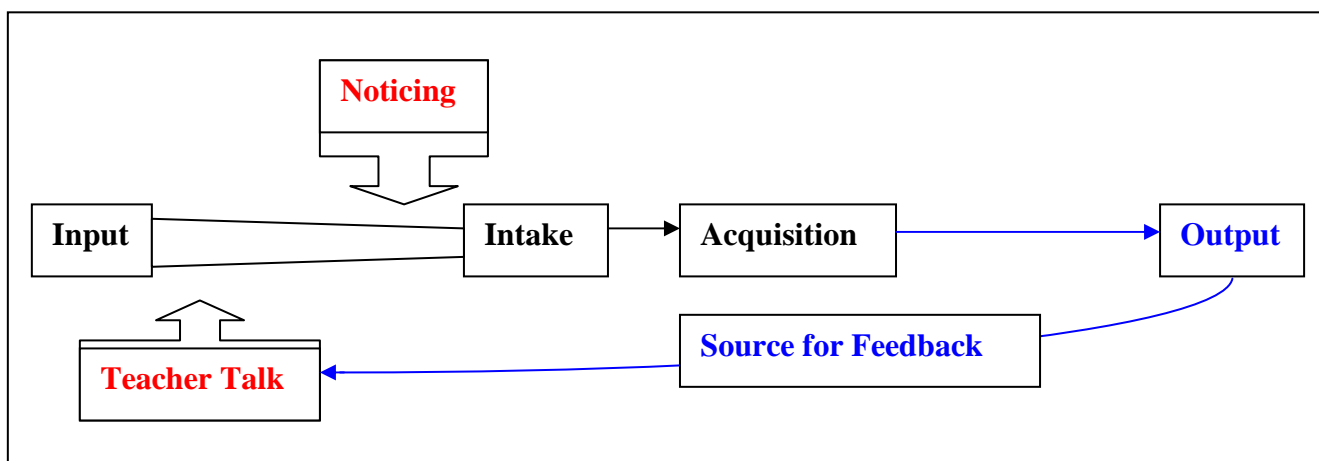 Noticing
Input
Intake
Acquisition
Output
Source for Feedback
Teacher Talk